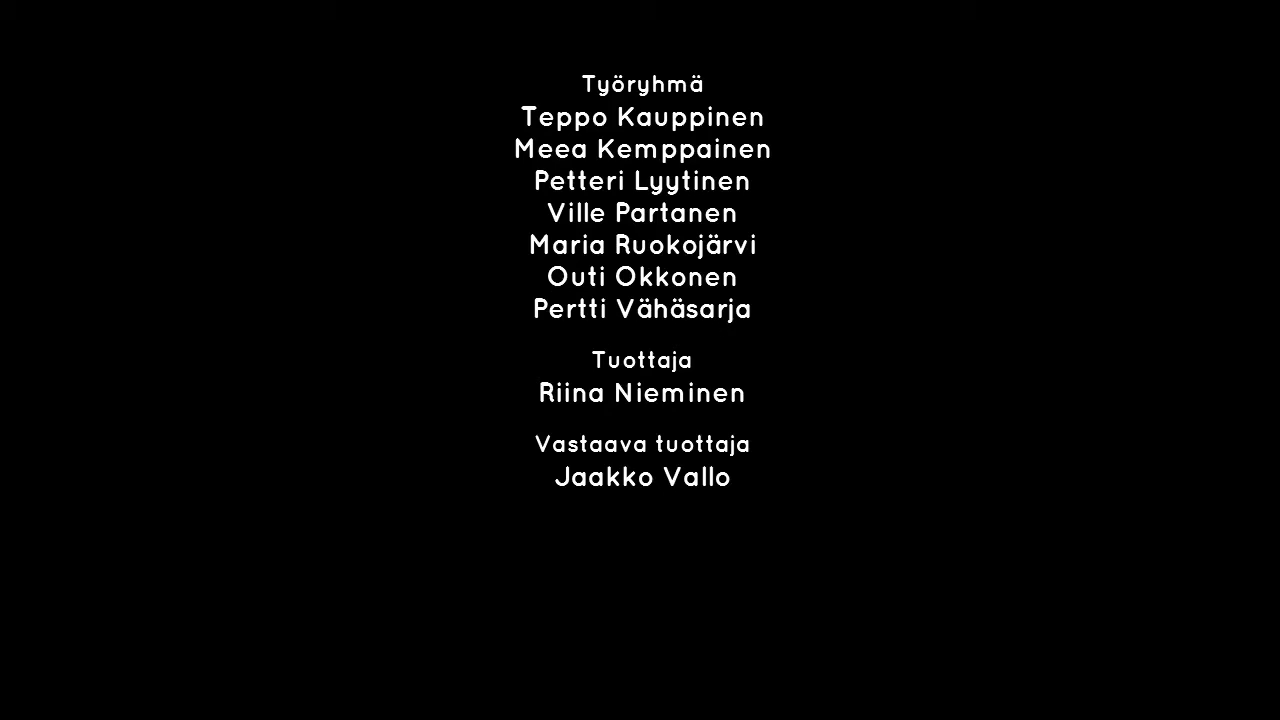 Työryhmä
Teppo Kauppinen
Meea Kemppainen
Petteri Lyytinen
Ville Partanen
Maria Ruokojärvi
Outi Okkonen
Pertti Vähäsarja
Tuottaja
Riina Nieminen
Vastaava tuottaja
Jaakko Vallo